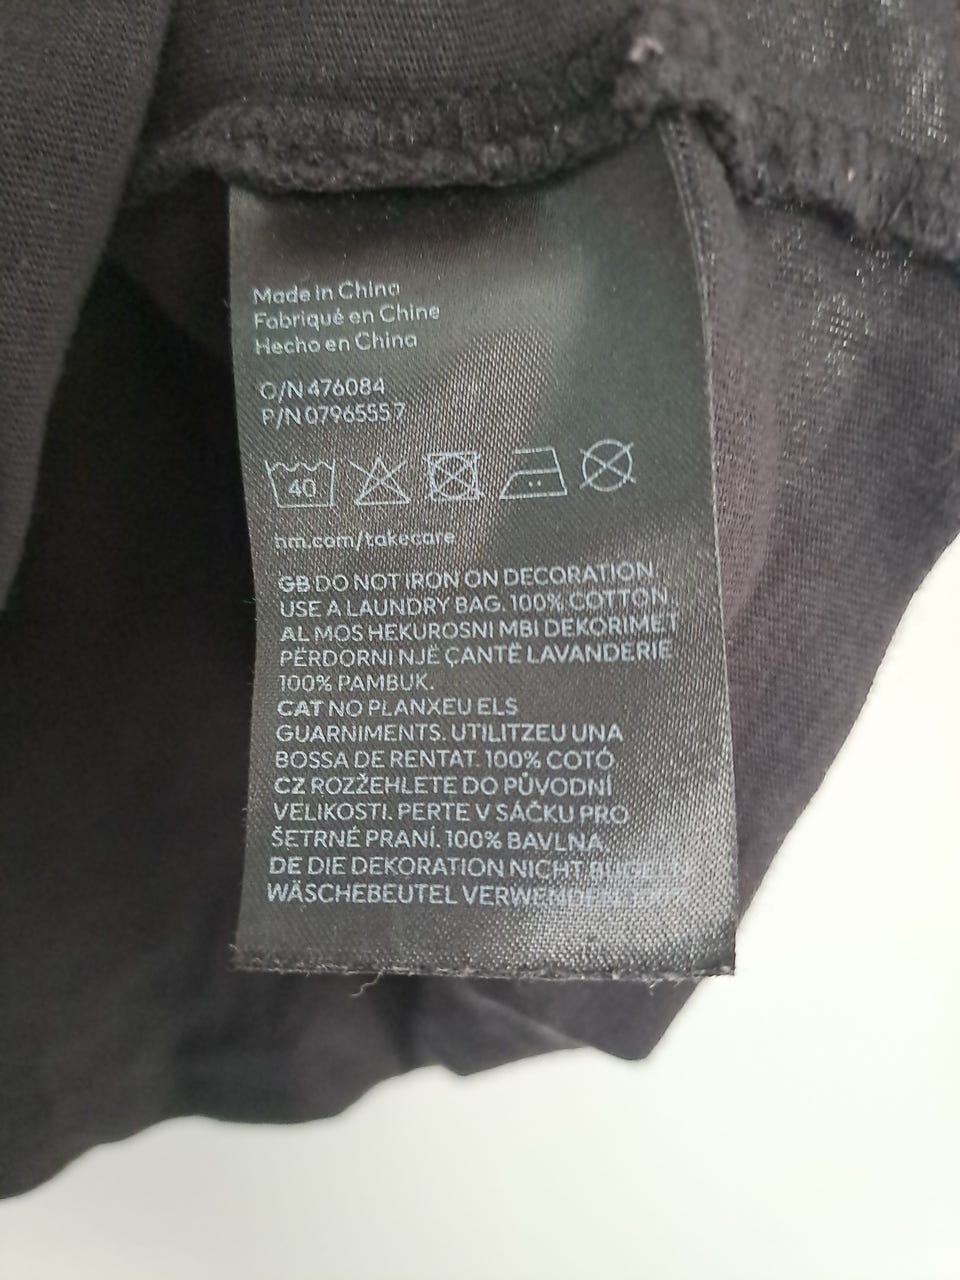 Made in China
Fabriqué en Chine
Hecho en China
O/N 476084
P/N 07965557
40
hm.com/takecare
GB DO NOT IRON ON DECORATION
USE A LAUNDRY BAG. 100% COTTON
AL MOS HEKUROSNI MBI DEKORIMET
PËRDORNI NJË ÇANTË LAVANDERIE
100% PAMBUK.
CAT NO PLANXEU ELS
GUARNIMENTS. UTILITZEU UNA
BOSSA DE RENTAT. 100% COTÓ
CZ ROZŽEHLETE DO PŮVODNÍ
VELIKOSTI. PERTE V SÁČKU PRO
ŠETRNÉ PRANÍ. 100% BAVLNA.
DE DIE DEKORATION NICHT BÜGELN
WÄSCHEBEUTEL VERWENDEN